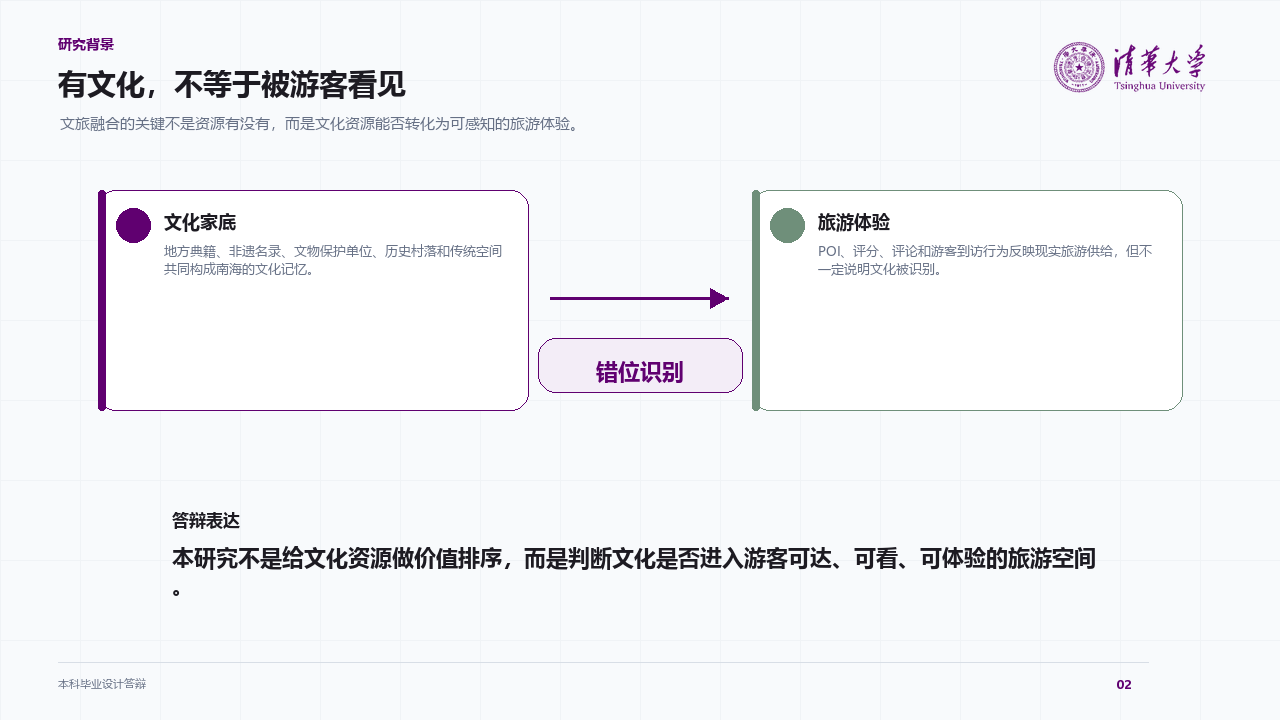 研究背景
有文化，不等于被游客看见
文旅融合的关键不是资源有没有，而是文化资源能否转化为可感知的旅游体验。
清华大学
Tsinghua University
文化家底
地方典籍、非遗名录、文物保护单位、历史村落和传统空间
共同构成南海的文化记忆。
错位识别
旅游体验
POI、评分、评论和游客到访行为反映现实旅游供给，但不
一定说明文化被识别。
答辩表达
本研究不是给文化资源做价值排序，而是判断文化是否进入游客可达、可看、可体验的旅游空间
。
本科毕业设计答辩
02